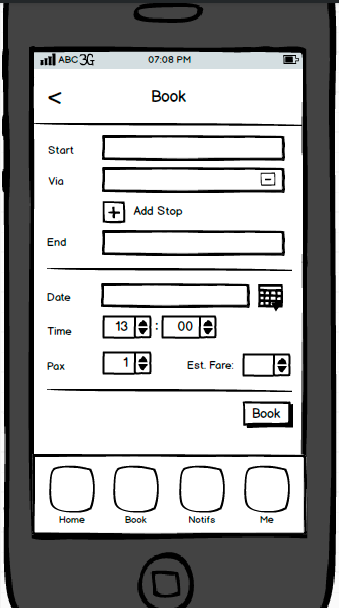 ABC 3G 07:08 PM
< Book
Start
Via -
+ Add Stop
End
Date
Time 13 : 00
Pax 1 Est. Fare:
Book
Home Book Notifs Me